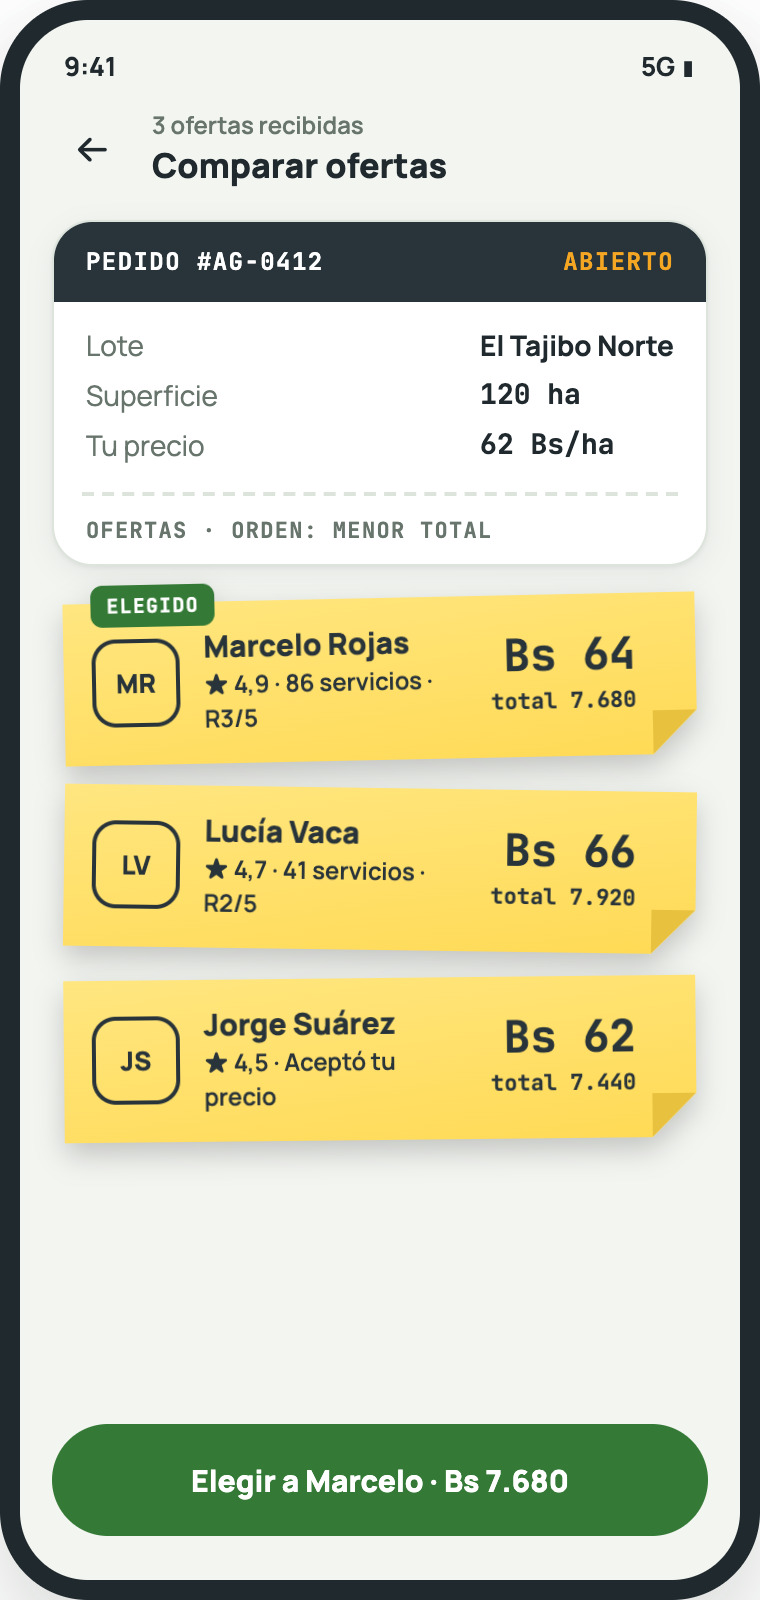 9:41
5G
3 ofertas recibidas
Comparar ofertas
PEDIDO #AG-0412
ABIERTO
Lote
El Tajibo Norte
Superficie
120 ha
Tu precio
62 Bs/ha
OFERTAS · ORDEN: MENOR TOTAL
ELEGIDO
MR
Marcelo Rojas
★ 4,9 · 86 servicios ·
R3/5
Bs 64
total 7.680
LV
Lucía Vaca
★ 4,7 · 41 servicios ·
R2/5
Bs 66
total 7.920
JS
Jorge Suárez
★ 4,5 · Aceptó tu
precio
Bs 62
total 7.440
Elegir a Marcelo · Bs 7.680